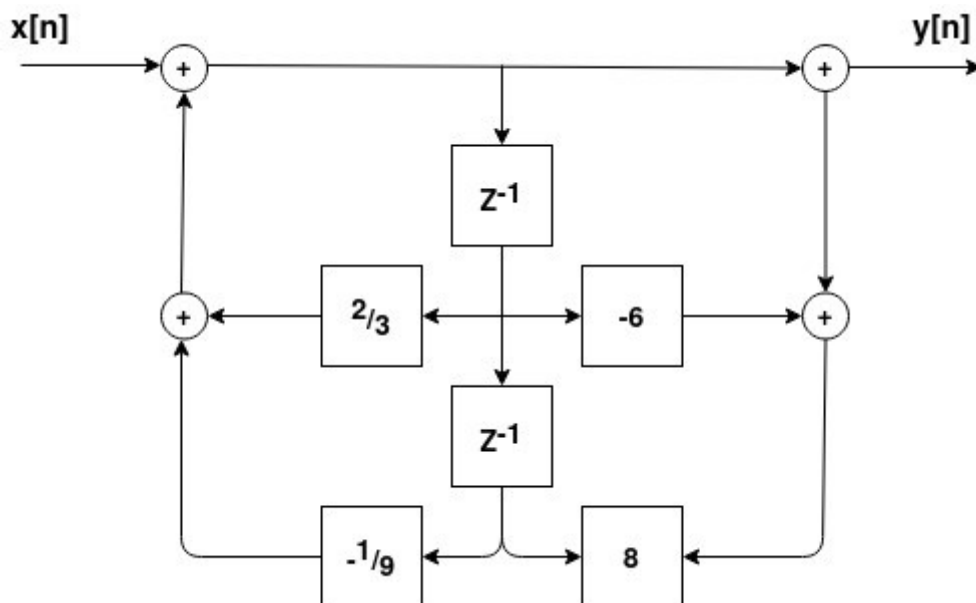 x[n]
y[n]
+
+
Z-1
+
2/3
-6
+
Z-1
-1/9
8